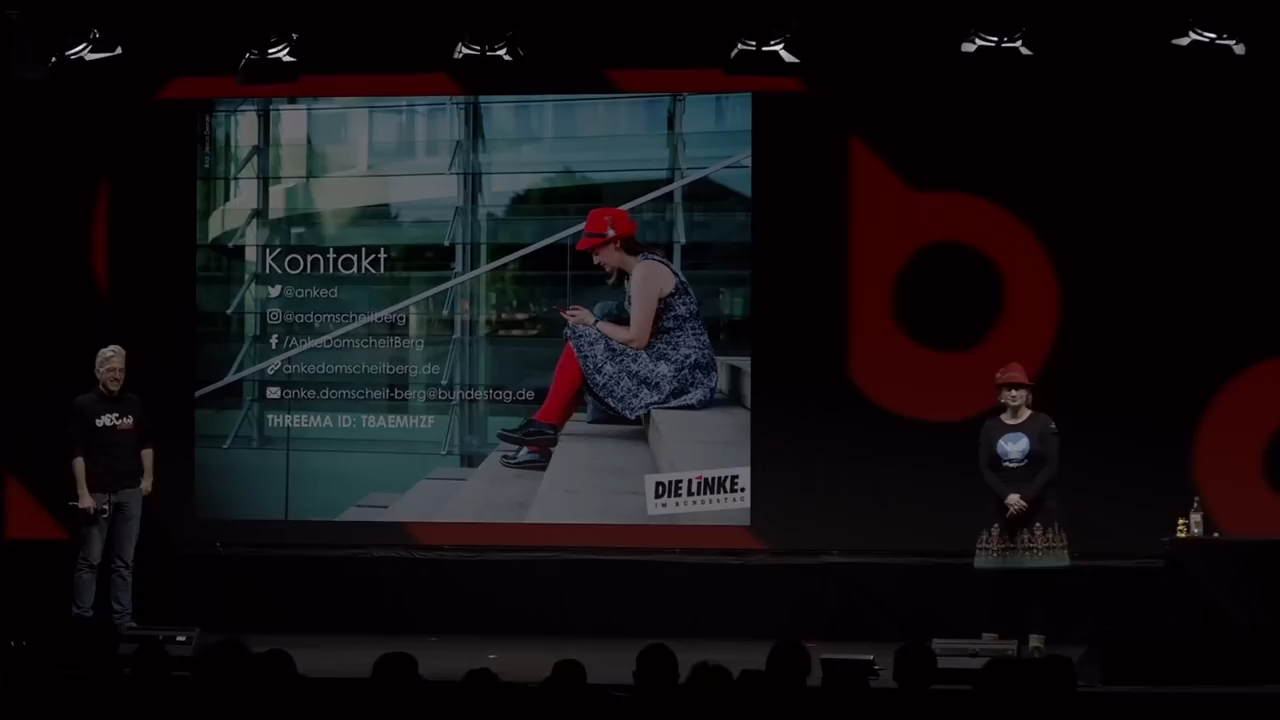 Kontakt
@anked
@adomscheitberg
/AnkeDomscheitBerg
ankedomscheitberg.de
anke.domscheit-berg@bundestag.de
THREEMA ID: T8AEMHZF
DIE LINKE.
IM BUNDESTAG